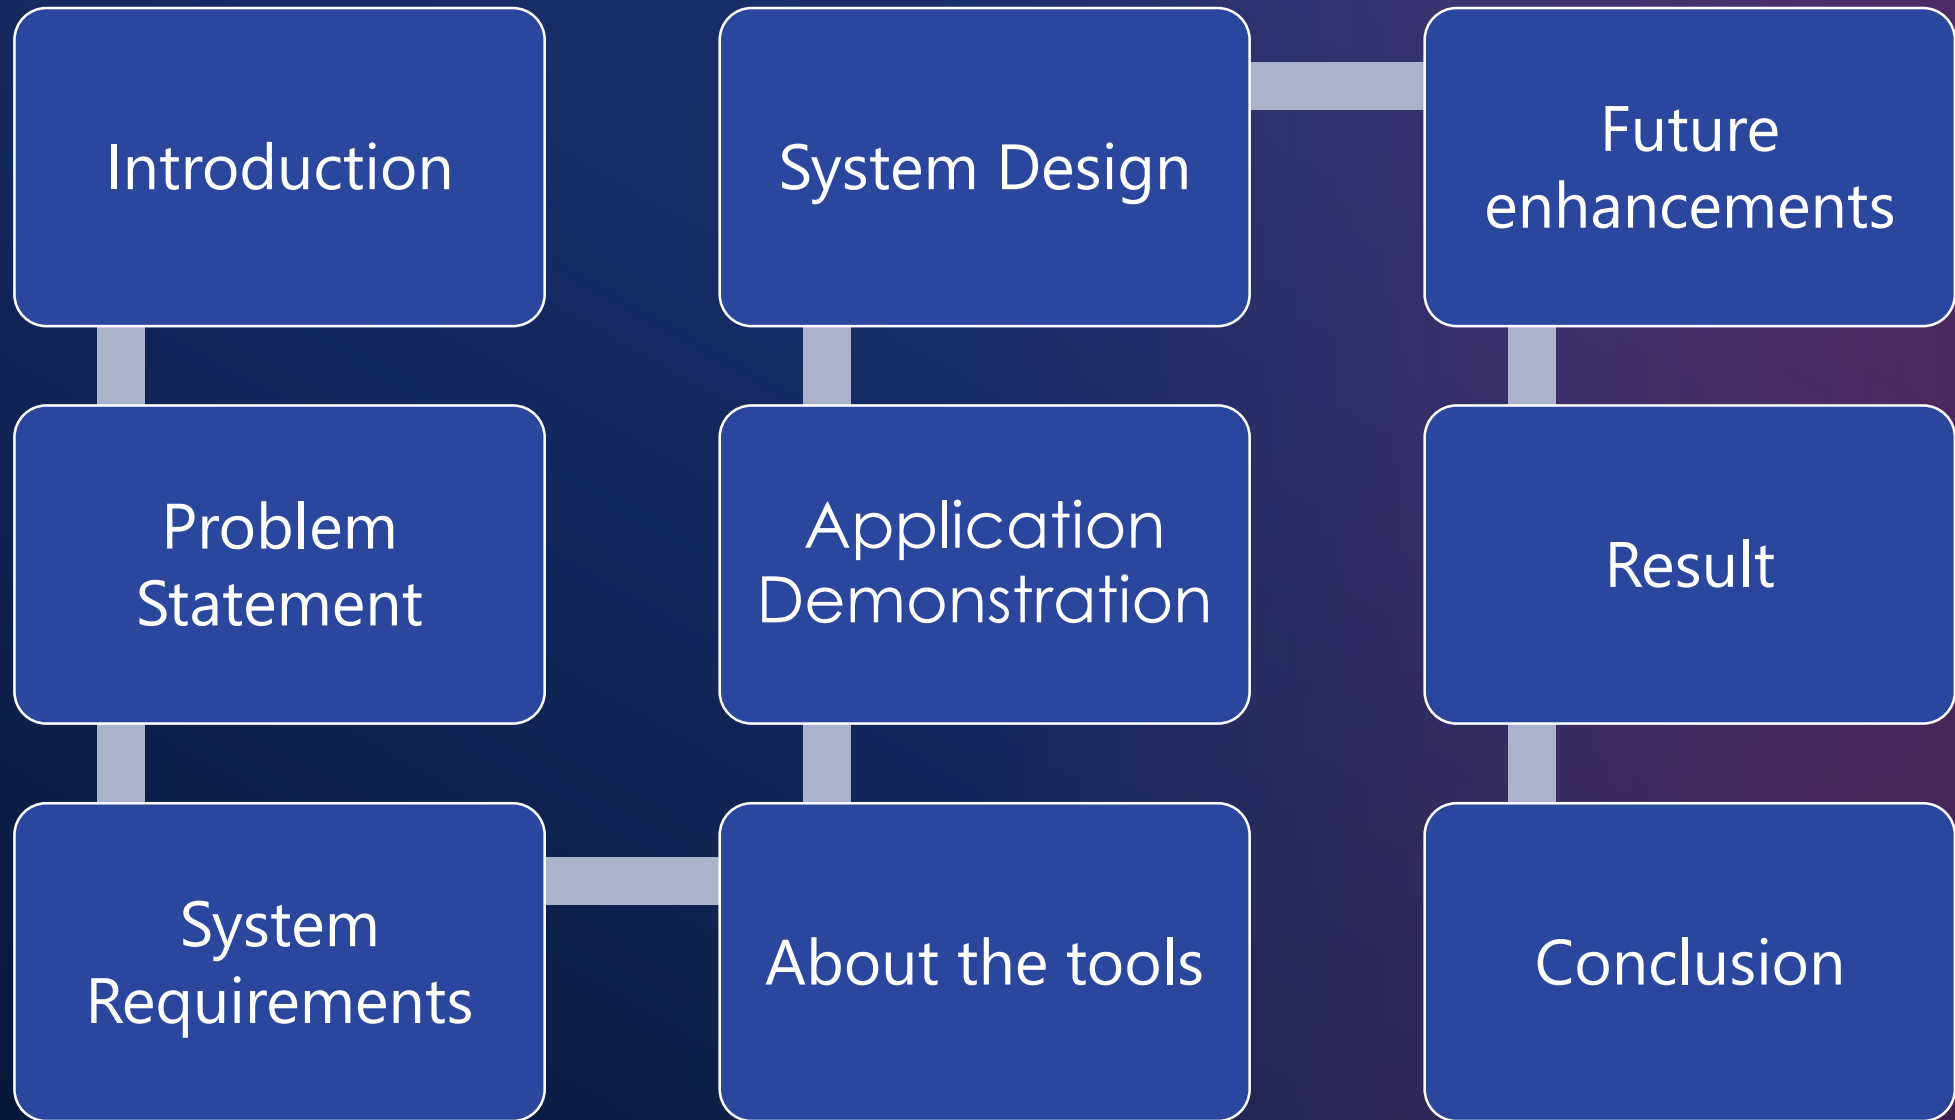 Introduction
Problem
Statement
System
Requirements
About the tools
Application
Demonstration
System Design
Future
enhancements
Result
Conclusion